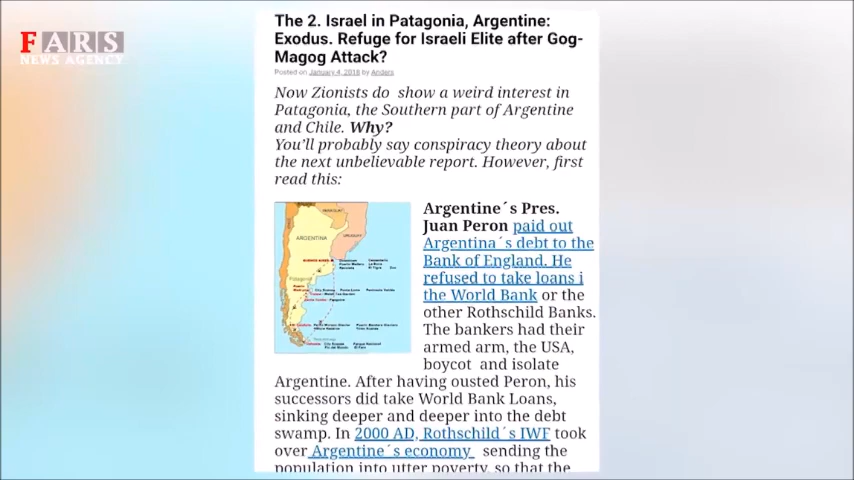 FARS
NEWS AGENCY
The 2. Israel in Patagonia, Argentine:
Exodus. Refuge for Israeli Elite after Gog-
Magog Attack?
Posted on January 4, 2018 by Anders
Now Zionists do show a weird interest in
Patagonia, the Southern part of Argentine
and Chile. Why?
You'll probably say conspiracy theory about
the next unbelievable report. However, first
read this:
ARGENTINA
URUGUAY
BUENOS AIRES
Patagonia
Argentine´s Pres.
Juan Peron paid out
Argentina´s debt to the
Bank of England. He
refused to take loans i
the World Bank or the
other Rothschild Banks.
The bankers had their
armed arm, the USA,
boycot and isolate
Argentine. After having ousted Peron, his
successors did take World Bank Loans,
sinking deeper and deeper into the debt
swamp. In 2000 AD, Rothschild´s IWF took
over Argentine´s economy sending the
population into utter poverty, so that the